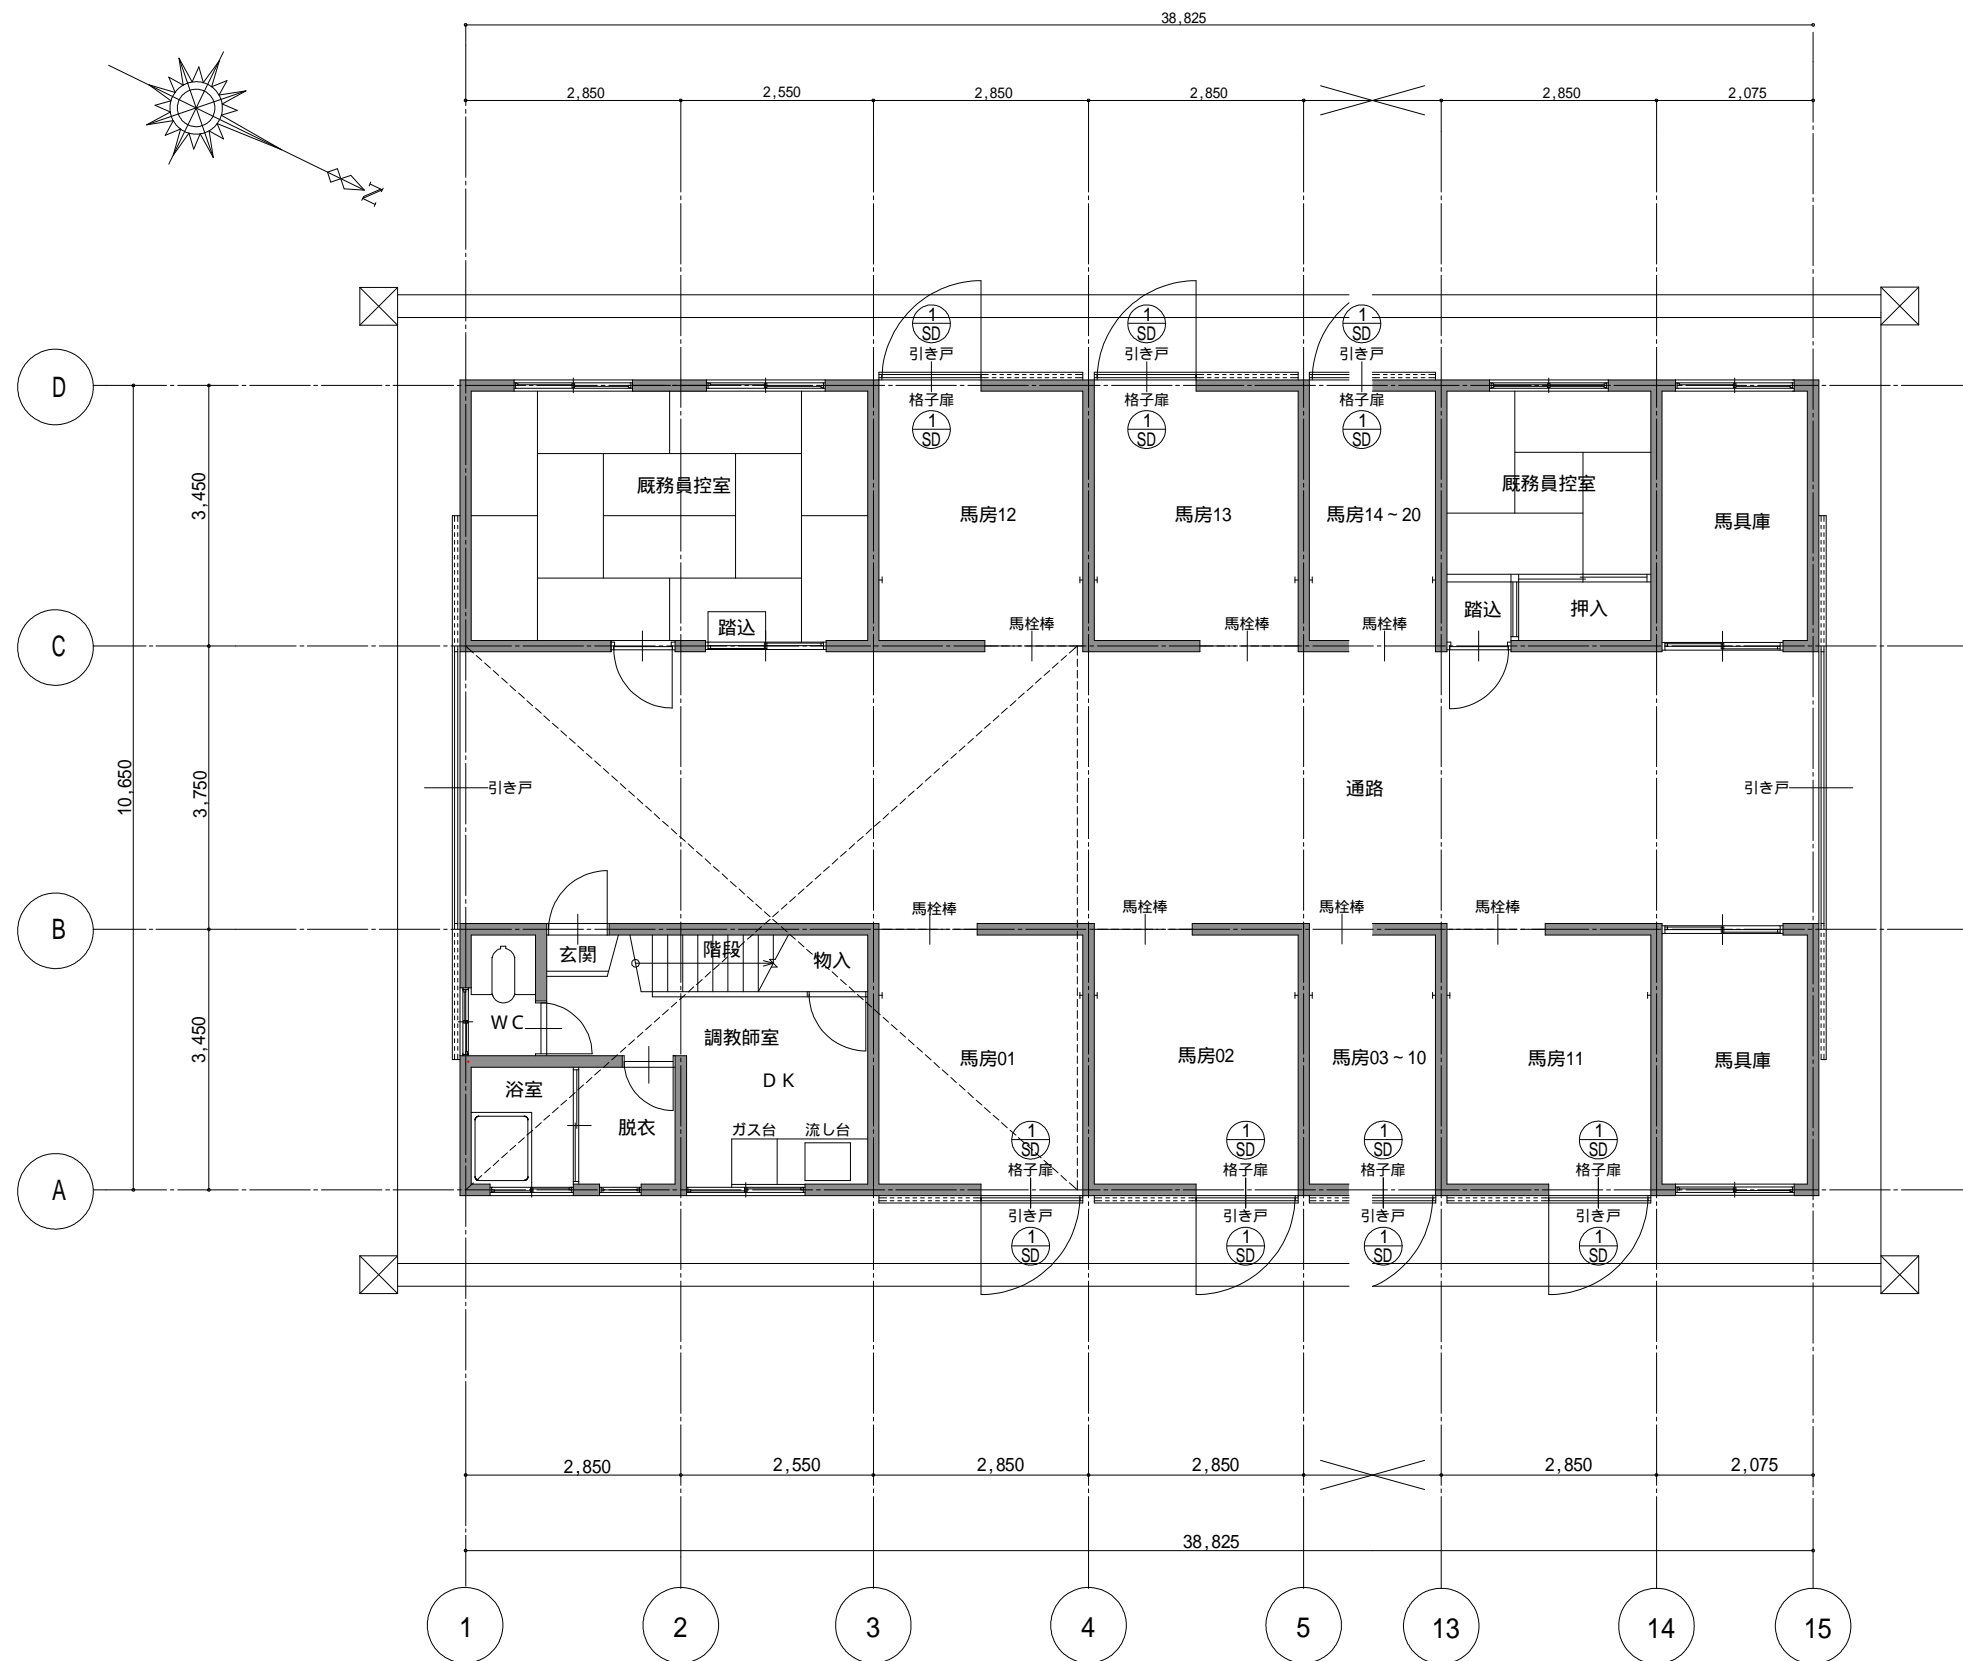 38,825
2,850
2,550
2,850
2,850
2,850
2,075
N
1
SD
1
SD
1
SD
引き戸
引き戸
引き戸
D
格子扉
格子扉
格子扉
1
SD
1
SD
1
SD
3,450
厩務員控室
馬房12
馬房13
馬房14~20
厩務員控室
馬具庫
踏込
馬栓棒
馬栓棒
馬栓棒
踏込
押入
C
10,650
3,750
引き戸
通路
引き戸
B
馬栓棒
馬栓棒
馬栓棒
馬栓棒
玄関
階段
物入
3,450
WC
調教師室
DK
馬房01
馬房02
馬房03~10
馬房11
馬具庫
浴室
脱衣
ガス台
流し台
1
SD
1
SD
1
SD
1
SD
格子扉
格子扉
格子扉
格子扉
A
引き戸
引き戸
引き戸
引き戸
1
SD
1
SD
1
SD
1
SD
2,850
2,550
2,850
2,850
2,850
2,075
38,825
1
2
3
4
5
13
14
15